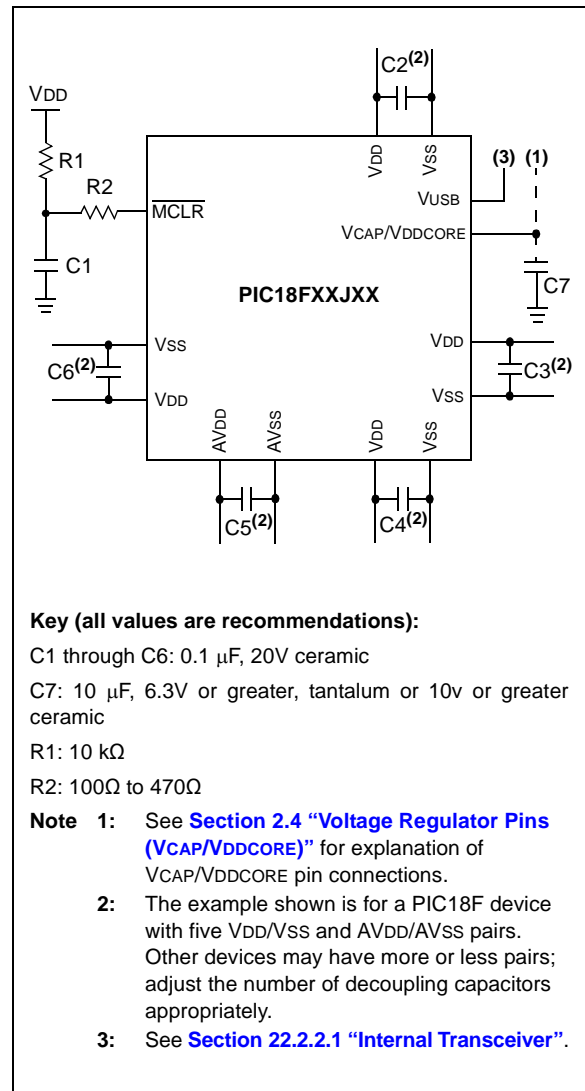 C2(2)
VDD
VDD
VSS
(3) (1)
R1
R2
MCLR
VUSB
VCAP/VDDCORE
C1
C7
PIC18FXXJXX
VSS
VDD
C6(2)
C3(2)
VDD
VSS
AVDD
AVSS
VDD
VSS
C5(2)
C4(2)
Key (all values are recommendations):
C1 through C6: 0.1 μF, 20V ceramic
C7: 10 μF, 6.3V or greater, tantalum or 10v or greater
ceramic
R1: 10 kΩ
R2: 100Ω to 470Ω
Note 1: See Section 2.4 “Voltage Regulator Pins
(VCAP/VDDCORE)” for explanation of
VCAP/VDDCORE pin connections.
2: The example shown is for a PIC18F device
with five VDD/VSS and AVDD/AVSS pairs.
Other devices may have more or less pairs;
adjust the number of decoupling capacitors
appropriately.
3: See Section 22.2.2.1 “Internal Transceiver”.